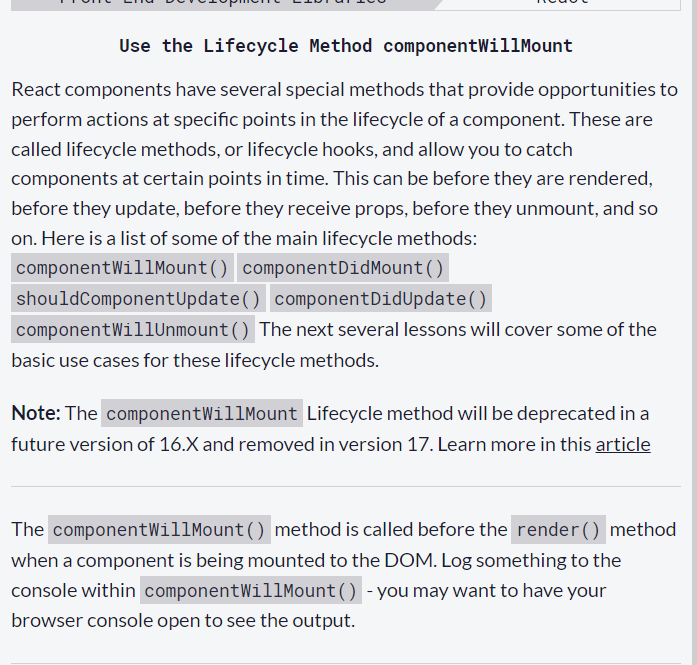 Front End Development Libraries
React
Use the Lifecycle Method componentWillMount
React components have several special methods that provide opportunities to
perform actions at specific points in the lifecycle of a component. These are
called lifecycle methods, or lifecycle hooks, and allow you to catch
components at certain points in time. This can be before they are rendered,
before they update, before they receive props, before they unmount, and so
on. Here is a list of some of the main lifecycle methods:
componentWillMount() componentDidMount()
shouldComponentUpdate() componentDidUpdate()
componentWillUnmount() The next several lessons will cover some of the
basic use cases for these lifecycle methods.
Note: The componentWillMount Lifecycle method will be deprecated in a
future version of 16.X and removed in version 17. Learn more in this article
The componentWillMount() method is called before the render() method
when a component is being mounted to the DOM. Log something to the
console within componentWillMount() - you may want to have your
browser console open to see the output.